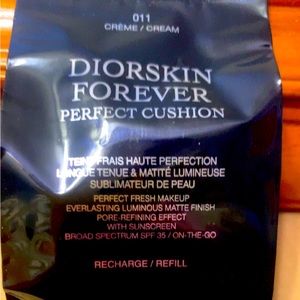 011
CRÈME / CREAM
DIORSKIN
FOREVER
PERFECT CUSHION
TEINT FRAIS HAUTE PERFECTION
LONGUE TENUE & MATITÉ LUMINEUSE
SUBLIMATEUR DE PEAU
PERFECT FRESH MAKEUP
EVERLASTING LUMINOUS MATTE FINISH
PORE-REFINING EFFECT
WITH SUNSCREEN
BROAD SPECTRUM SPF 35 / ON-THE-GO
RECHARGE / REFILL